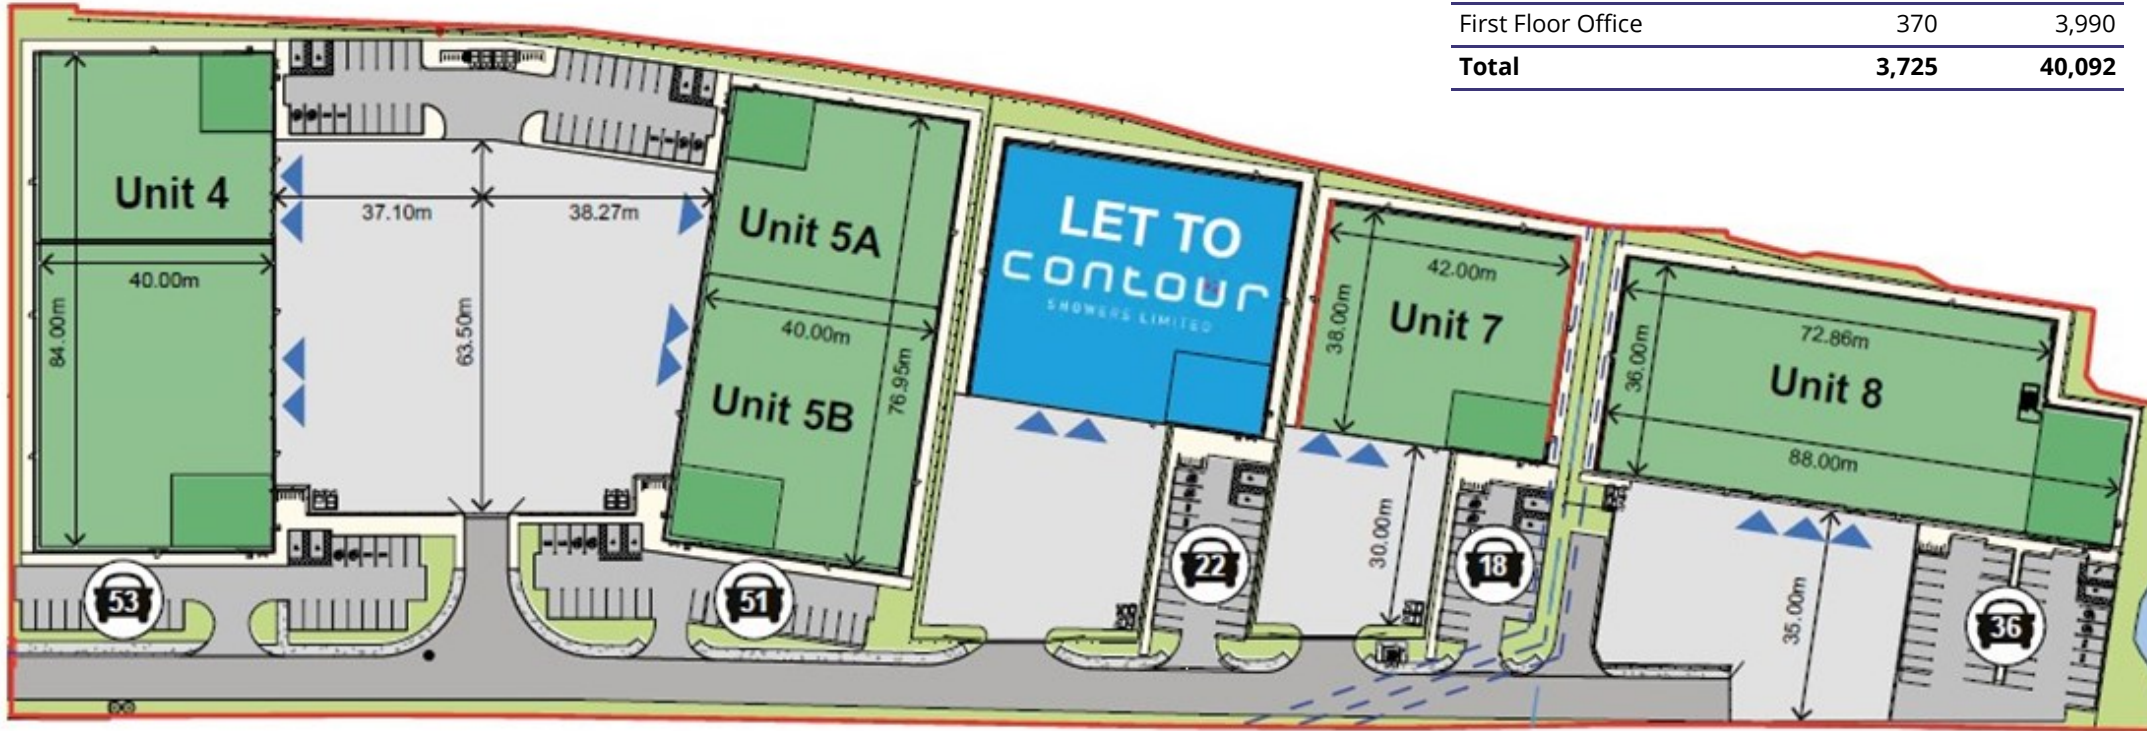 First Floor Office 370 3,990
Total 3,725 40,092
Unit 4
37.10m
38.27m
40.00m
84.00m
63.50m
Unit 5A
40.00m
76.95m
Unit 5B
LET TO
contour
SHOWERS LIMITED
42.00m
38.00m
Unit 7
30.00m
72.86m
36.00m
Unit 8
88.00m
35.00m
53
51
22
18
36